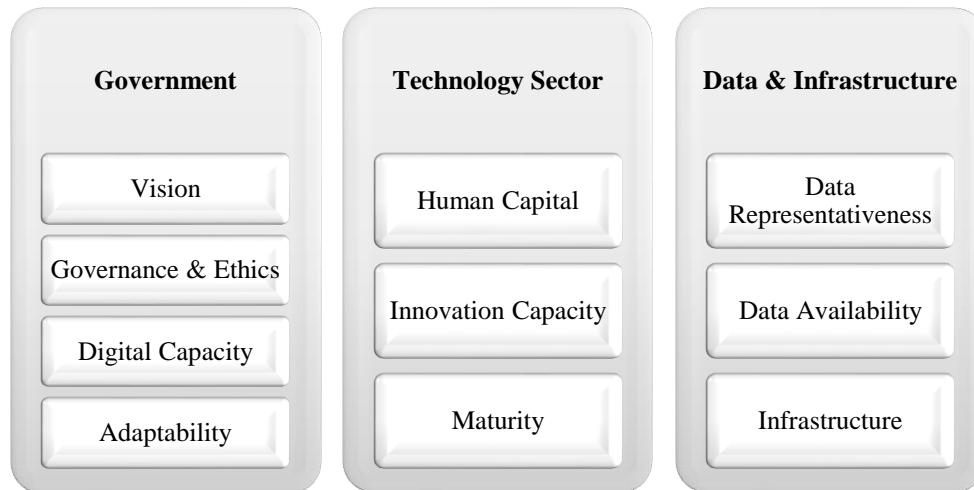 Government
Vision
Governance & Ethics
Digital Capacity
Adaptability
Technology Sector
Human Capital
Innovation Capacity
Maturity
Data & Infrastructure
Data
Representativeness
Data Availability
Infrastructure